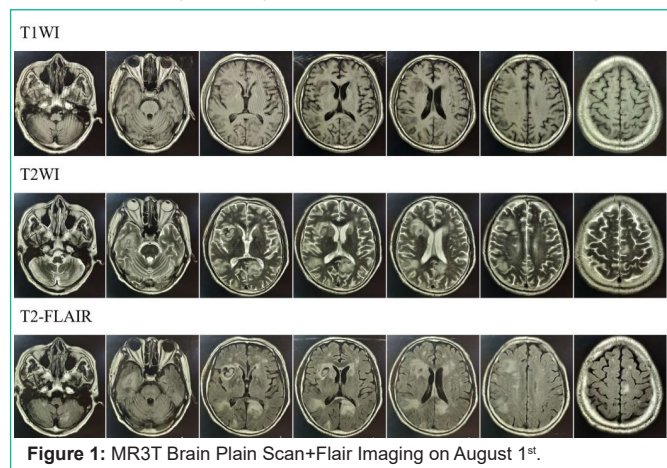 T1WI
T2WI
T2-FLAIR
Figure 1: MR3T Brain Plain Scan+Flair Imaging on August 1st.